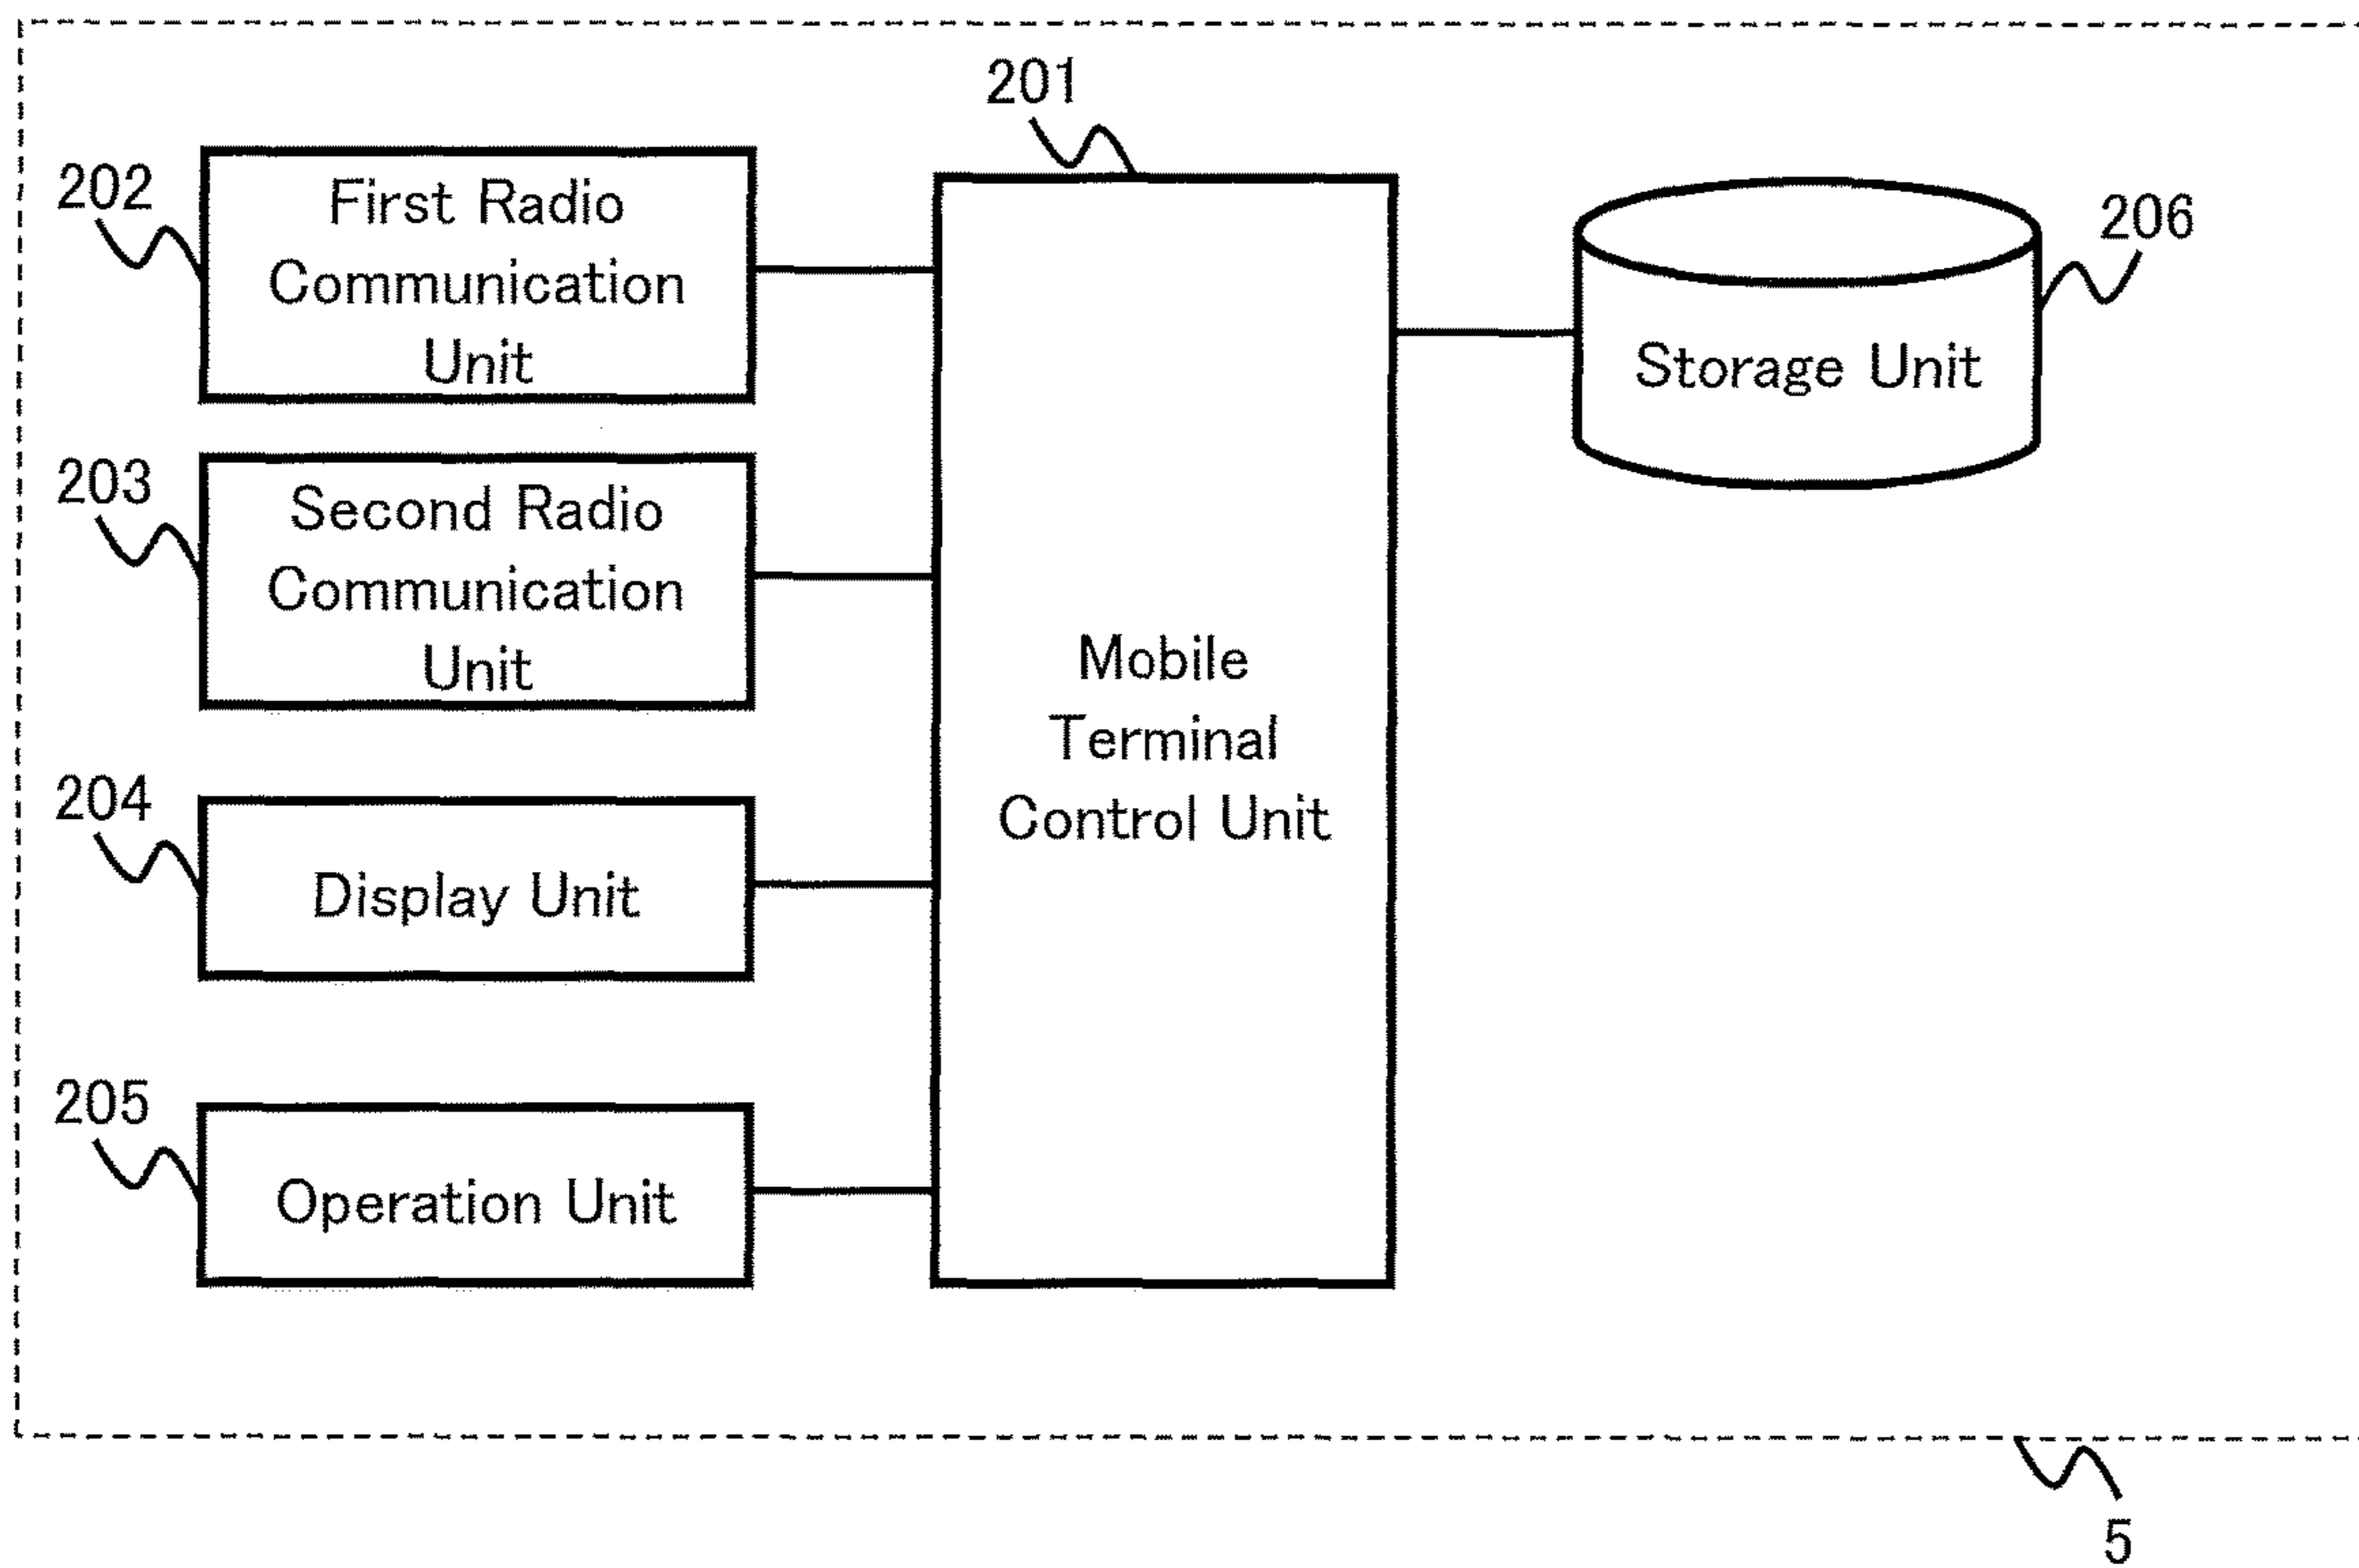 201
202
First Radio
Communication
Unit
206
Storage Unit
203
Second Radio
Communication
Unit
Mobile
Terminal
Control Unit
204
Display Unit
205
Operation Unit
5